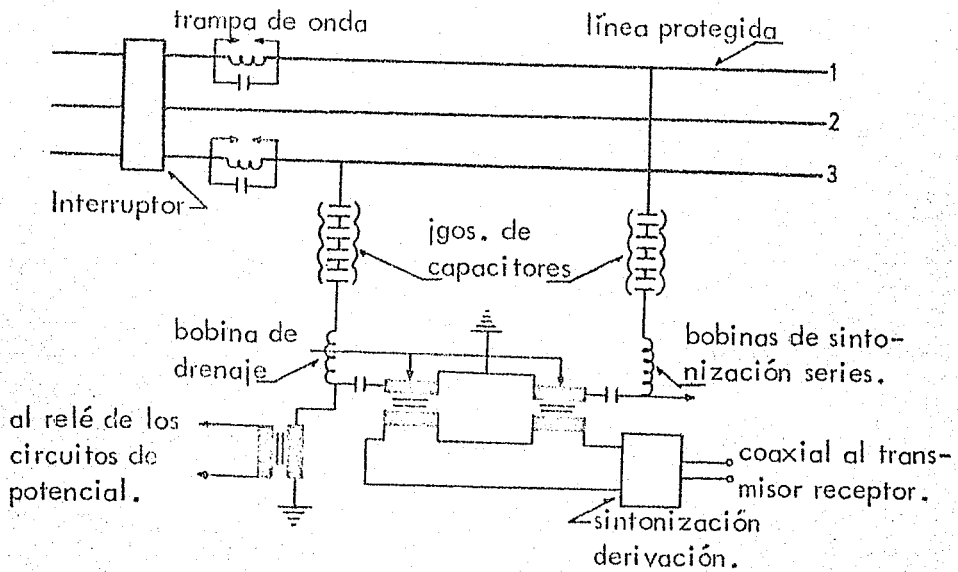 trampa de onda
línea protegida
1
2
3
Interruptor
jgos. de
capacitores
bobina de
drenaje
bobinas de sinto-
nización series.
al relé de los
circuitos de
potencial.
coaxial al trans-
misor receptor.
sintonización
derivación.